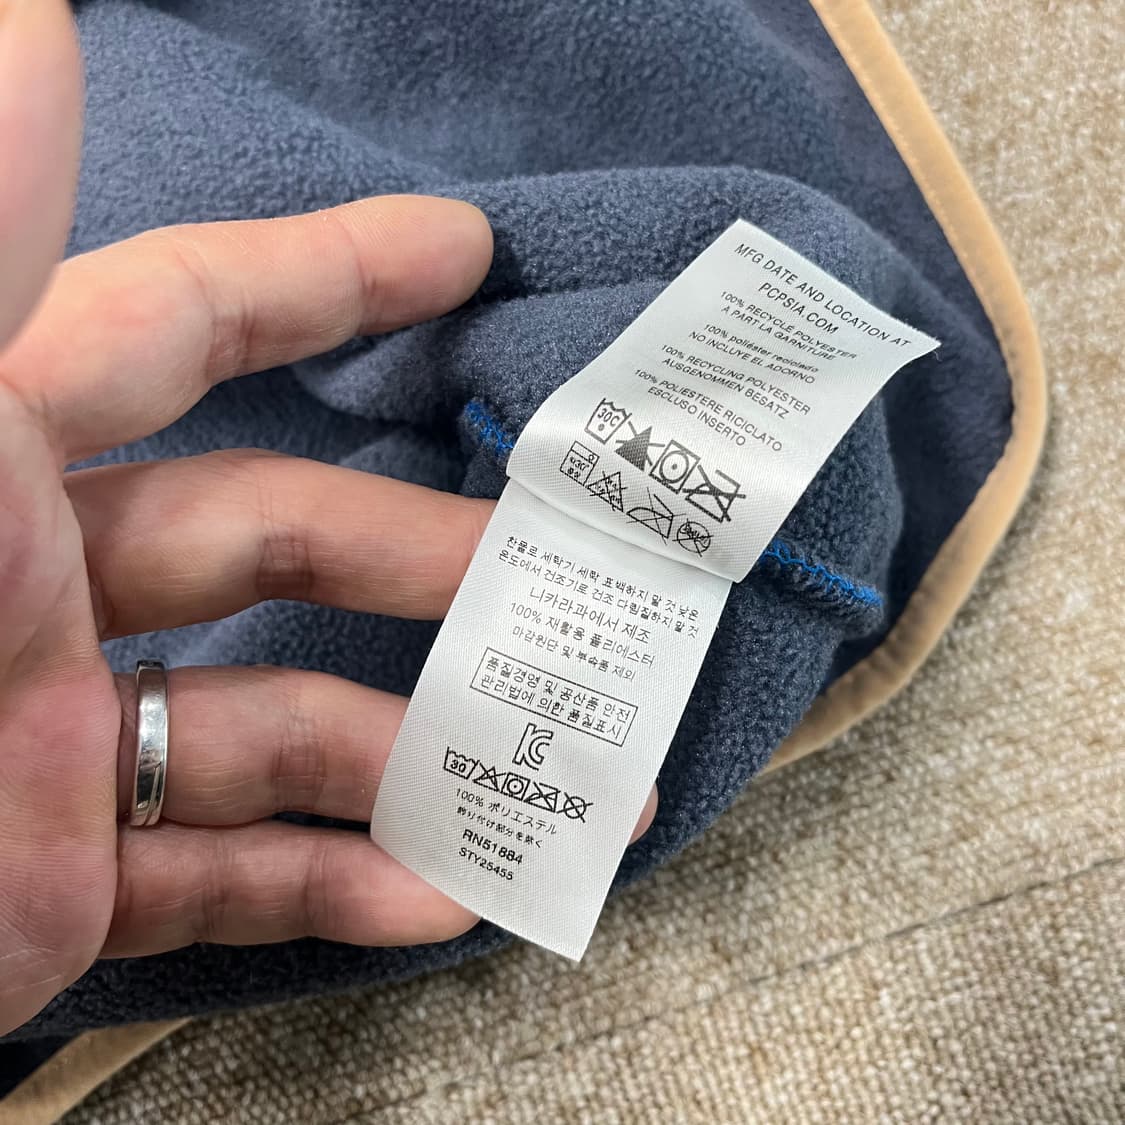 MFG DATE AND LOCATION AT
PCPSIA.COM
100% RECYCLÉ POLYESTER
À PART LA GARNITURE
100% poliéster reciclado
NO INCLUYE EL ADORNO
100% RECYCLING POLYESTER
AUSGENOMMEN BESATZ
100% POLIESTERE RICICLATO
ESCLUSO INSERTO
30C
찬물로 세탁기 세탁 표백하지 말 것 낮은
온도에서 건조기로 건조 다림질하지 말 것
니카라과에서 제조
100% 재활용 폴리에스터
마감원단 및 부속품 제외
품질경영 및 공산품 안전
관리법에 의한 품질표시
30
100% ポリエステル
飾り付け部分を除く
RN51884
STY25455